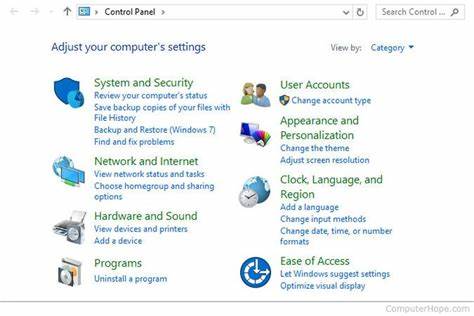 Control Panel
Search Control ...
Adjust your computer's settings
View by: Category
System and Security
Review your computer's status
Save backup copies of your files with
File History
Backup and Restore (Windows 7)
Find and fix problems
Network and Internet
View network status and tasks
Choose homegroup and sharing
options
Hardware and Sound
View devices and printers
Add a device
Programs
Uninstall a program
User Accounts
Change account type
Appearance and
Personalization
Change the theme
Adjust screen resolution
Clock, Language, and
Region
Add a language
Change input methods
Change date, time, or number
formats
Ease of Access
Let Windows suggest settings
Optimize visual display
ComputerHope.com